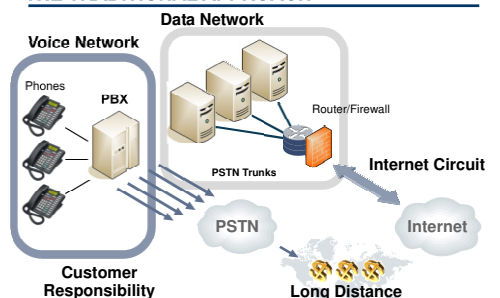 Data Network
Voice Network
Phones
PBX
Router/Firewall
PSTN Trunks
Internet Circuit
PSTN
Internet
Customer
Responsibility
Long Distance